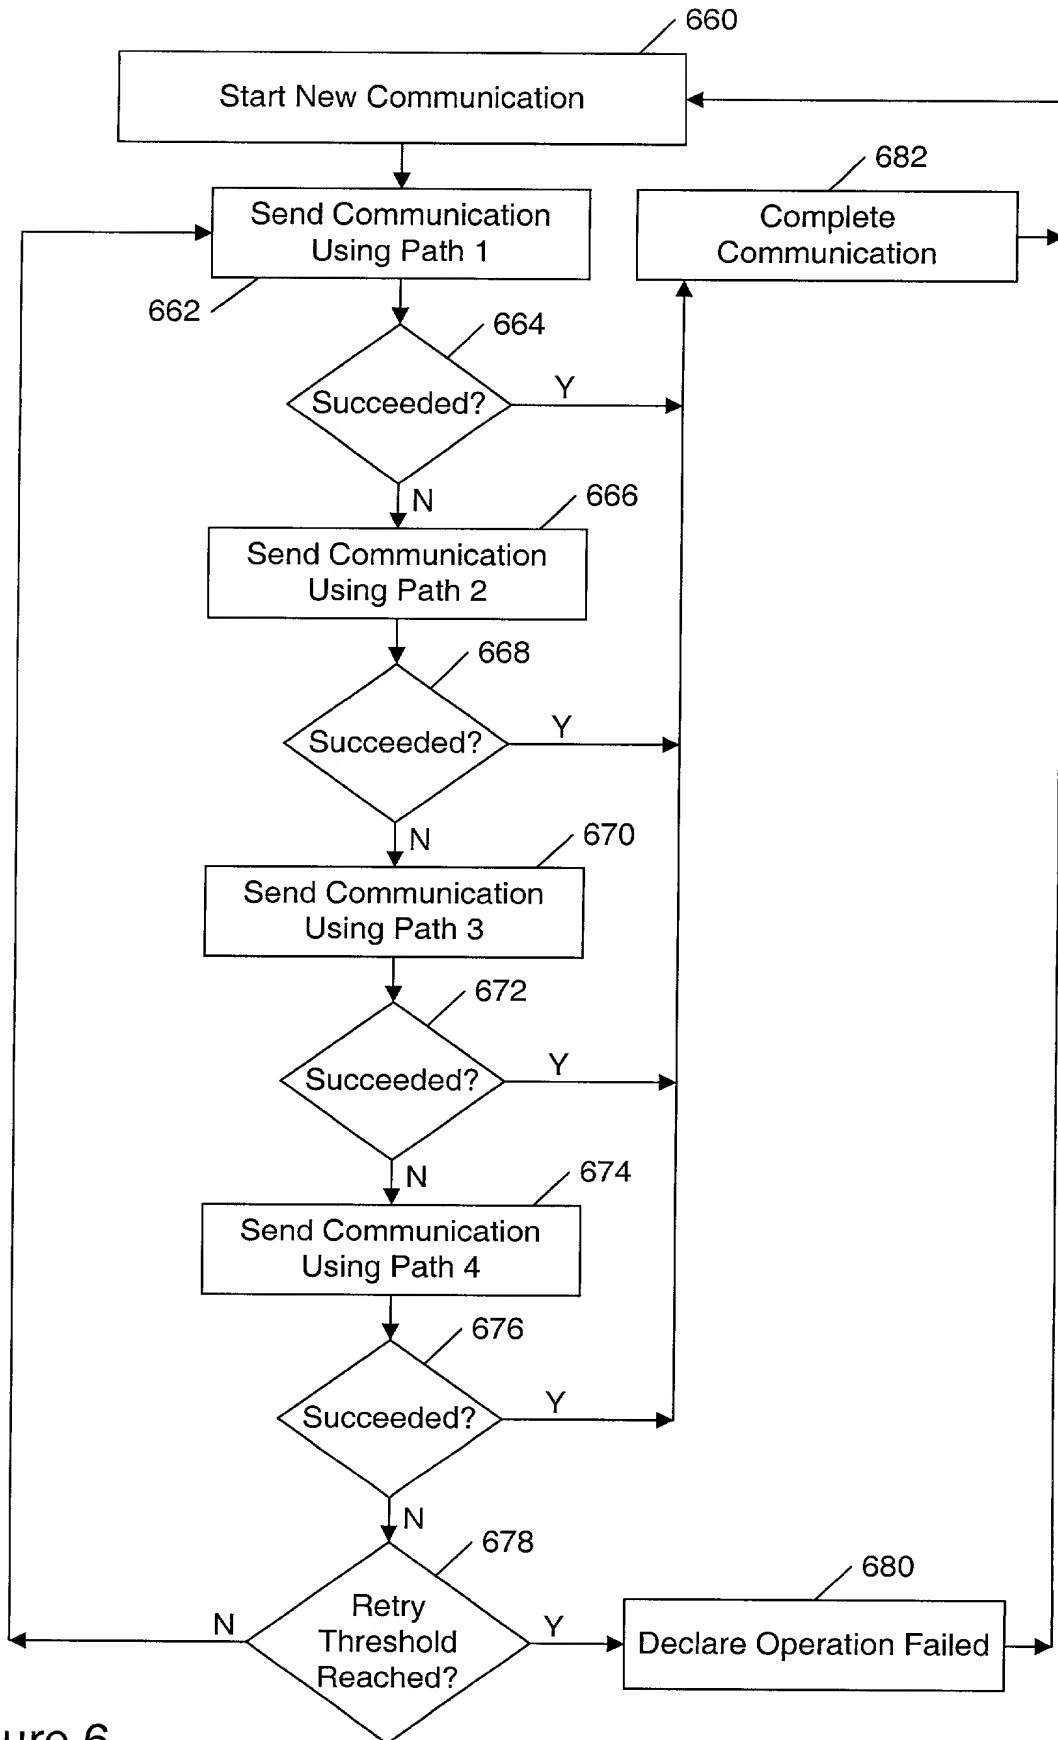 660
Start New Communication
682
Send Communication
Using Path 1
Complete
Communication
662
664
Succeeded?
Y
N
666
Send Communication
Using Path 2
668
Succeeded?
Y
N
670
Send Communication
Using Path 3
672
Succeeded?
Y
N
674
Send Communication
Using Path 4
676
Succeeded?
Y
N
678
680
Retry
Threshold
Reached?
N
Y
Declare Operation Failed